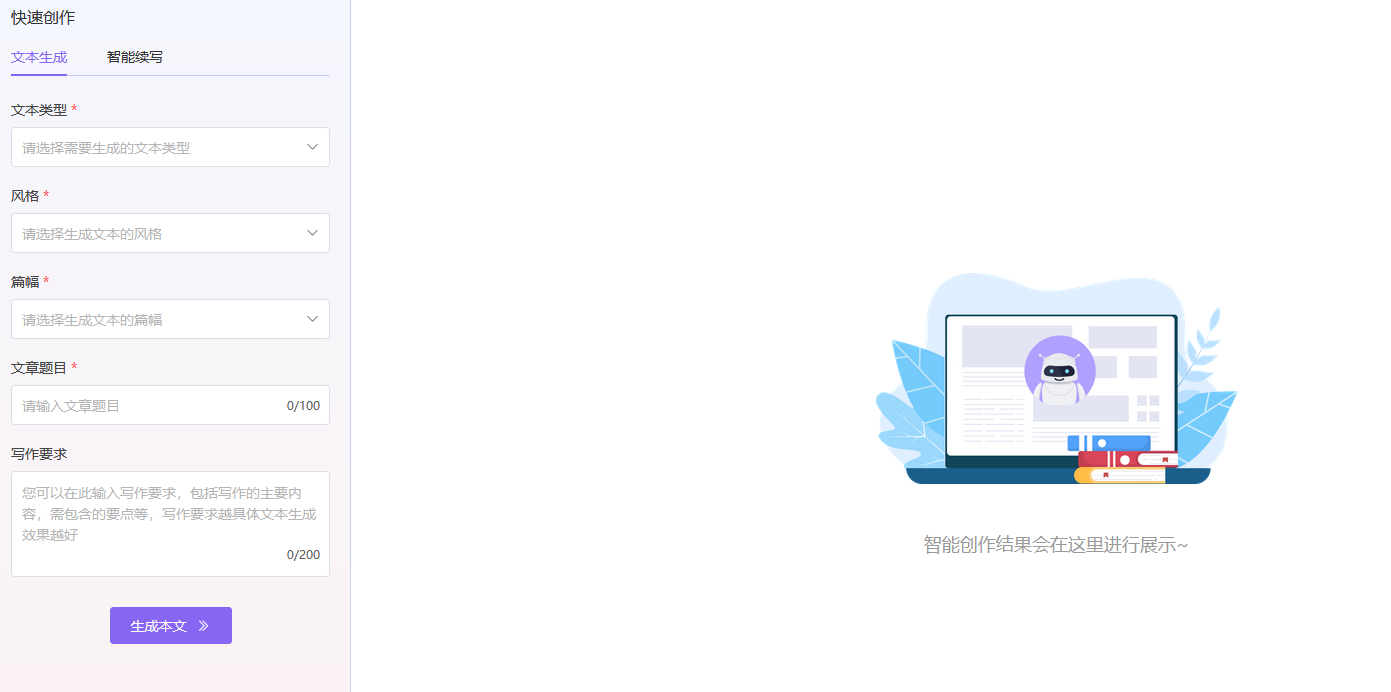 快速创作
文本生成 智能续写
文本类型 *
请选择需要生成的文本类型
风格 *
请选择生成文本的风格
篇幅 *
请选择生成文本的篇幅
文章题目 *
请输入文章题目 0/100
写作要求
您可以在此输入写作要求，包括写作的主要内
容，需包含的要点等，写作要求越具体文本生成
效果越好
0/200
生成本文
智能创作结果会在这里进行展示~